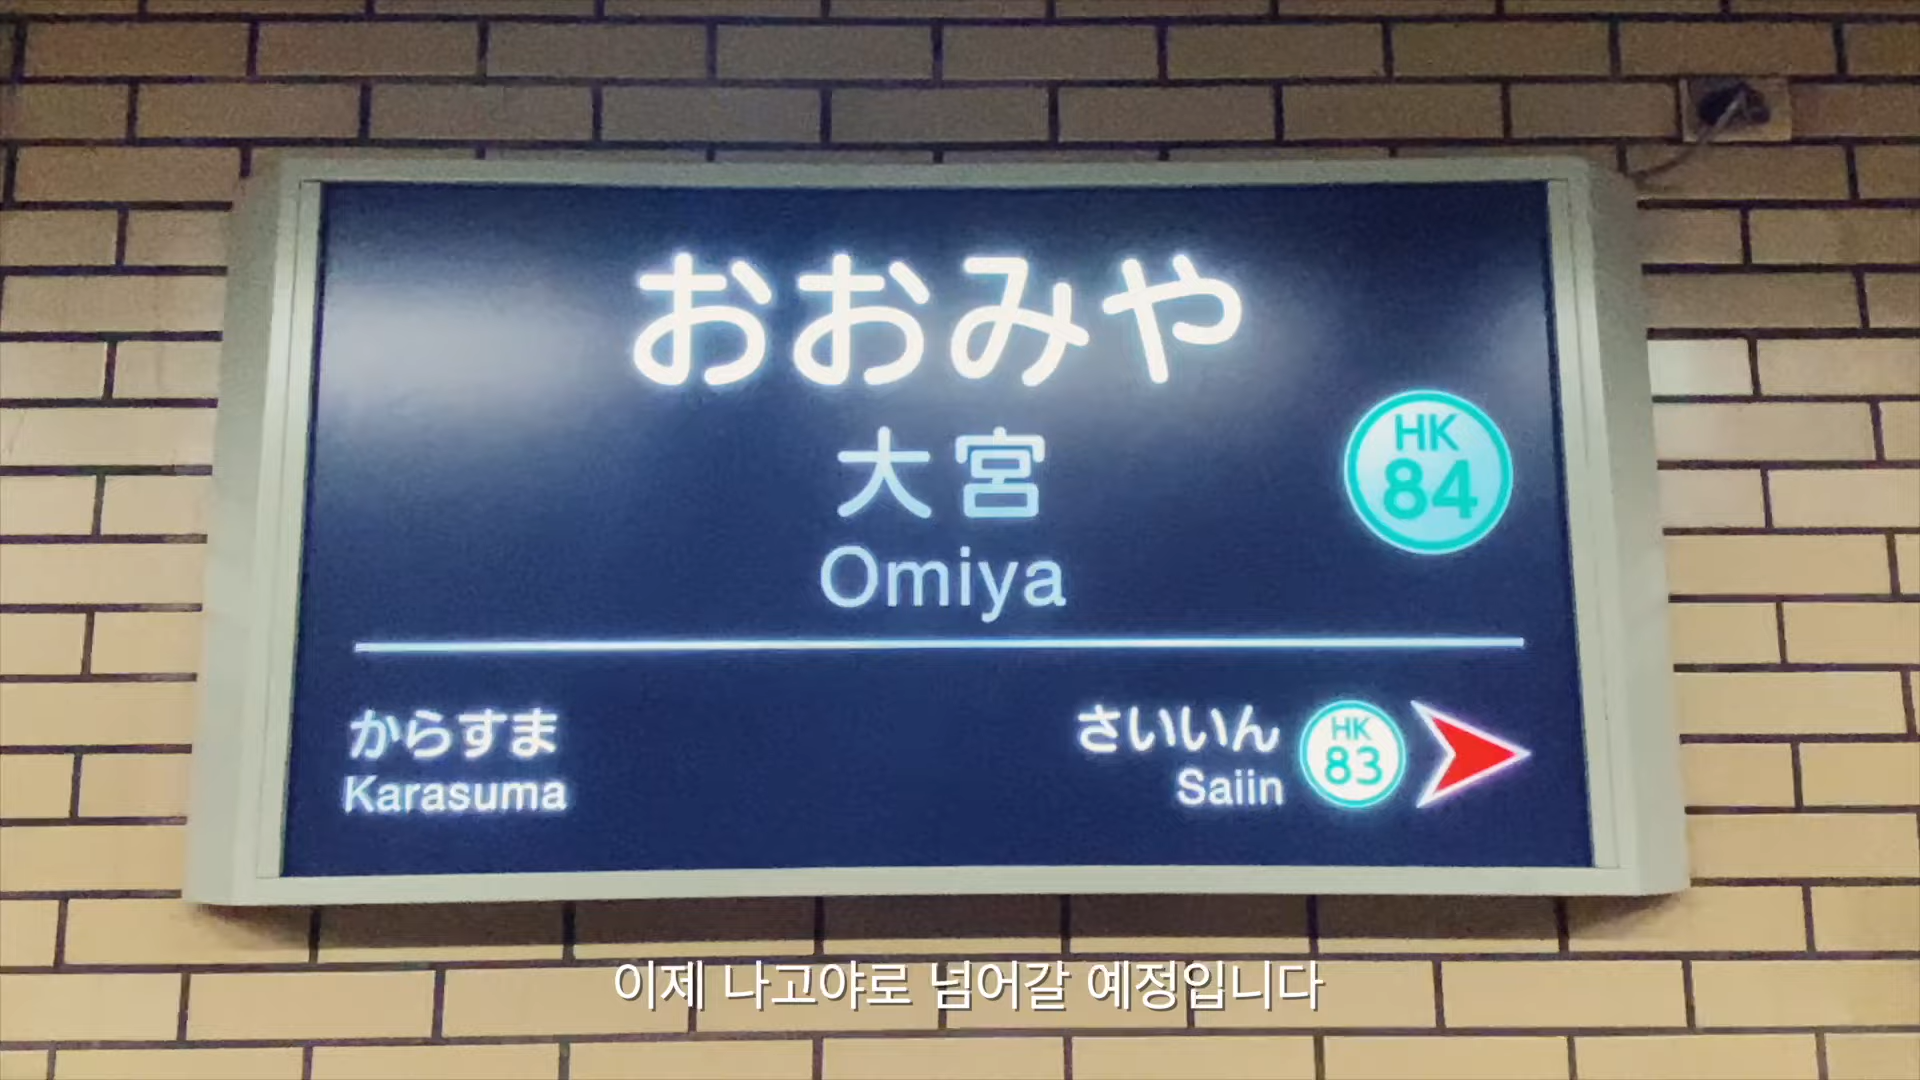 おおみや
大宮
Omiya
HK
84
からすま
Karasuma
さいいん
Saiin
HK
83
이제 나고야로 넘어갈 예정입니다